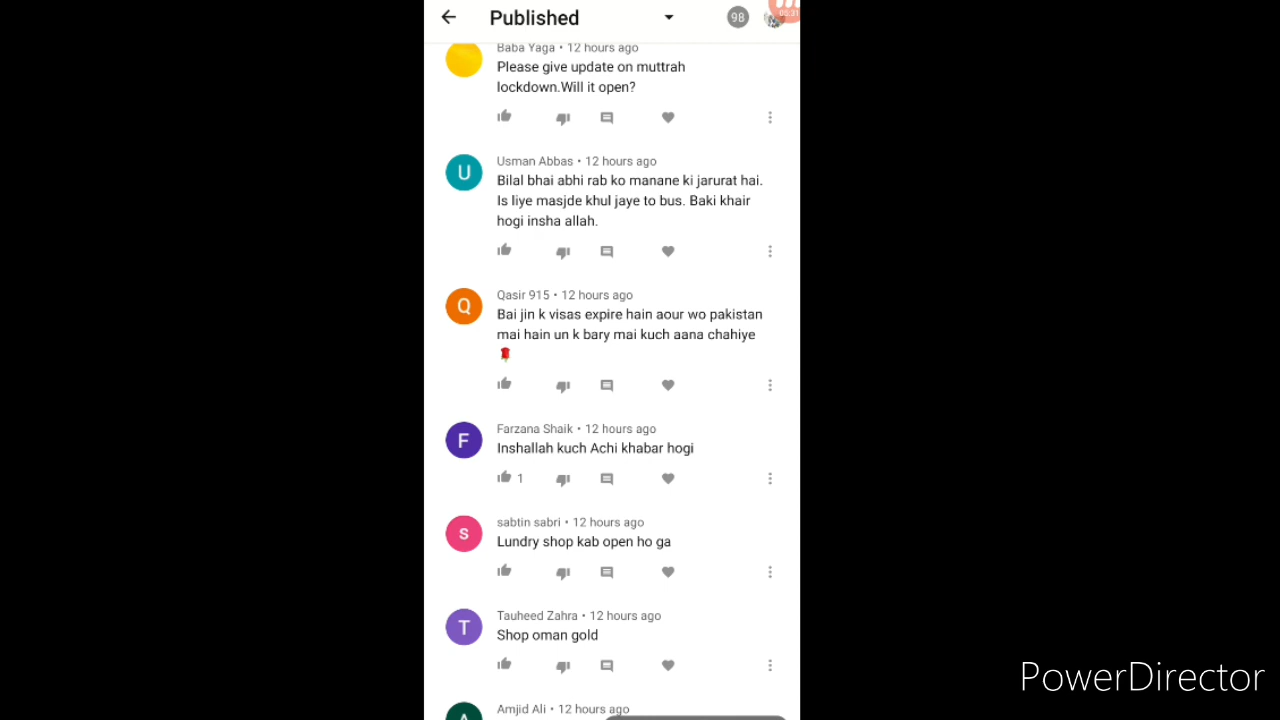 Published
98
05:31
Baba Yaga • 12 hours ago
Please give update on muttrah
lockdown.Will it open?
U
Usman Abbas • 12 hours ago
Bilal bhai abhi rab ko manane ki jarurat hai.
Is liye masjde khul jaye to bus. Baki khair
hogi insha allah.
Q
Qasir 915 • 12 hours ago
Bai jin k visas expire hain aour wo pakistan
mai hain un k bary mai kuch aana chahiye
🌹
F
Farzana Shaik • 12 hours ago
Inshallah kuch Achi khabar hogi
1
s
sabtin sabri • 12 hours ago
Lundry shop kab open ho ga
T
Tauheed Zahra • 12 hours ago
Shop oman gold
A
Amjid Ali • 12 hours ago
PowerDirector